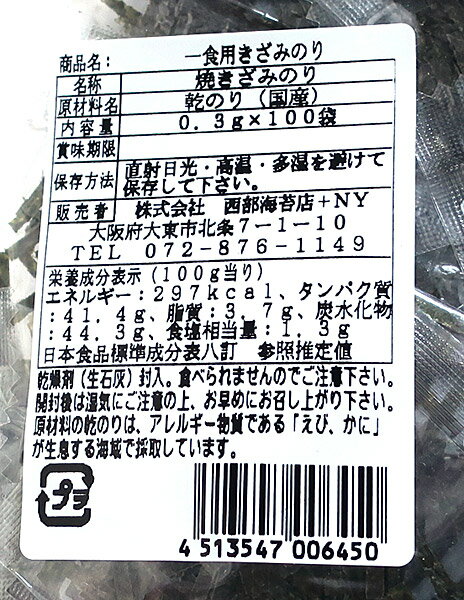 商品名: 一食用きざみのり
名称 焼きざみのり
原材料名 乾のり（国産）
内容量 0.3g×100袋
賞味期限
保存方法 直射日光・高温・多湿を避けて
保存して下さい。
販売者 株式会社 西部海苔店+NY
大阪府大東市北条7-1-10
TEL 072-876-1149
栄養成分表示（100g当り）
エネルギー:297kcal、タンパク質
:41.4g、脂質:3.7g、炭水化物
:44.3g、食塩相当量:1.3g
日本食品標準成分表八訂 参照推定値
乾燥剤（生石灰）封入。食べられませんのでご注意下さい。
開封後は湿気にご注意の上、お早めにお召し上がり下さい。
原材料の乾のりは、アレルギー物質である「えび、かに」
が生息する海域で採取しています。
プラ
4 513547 006450